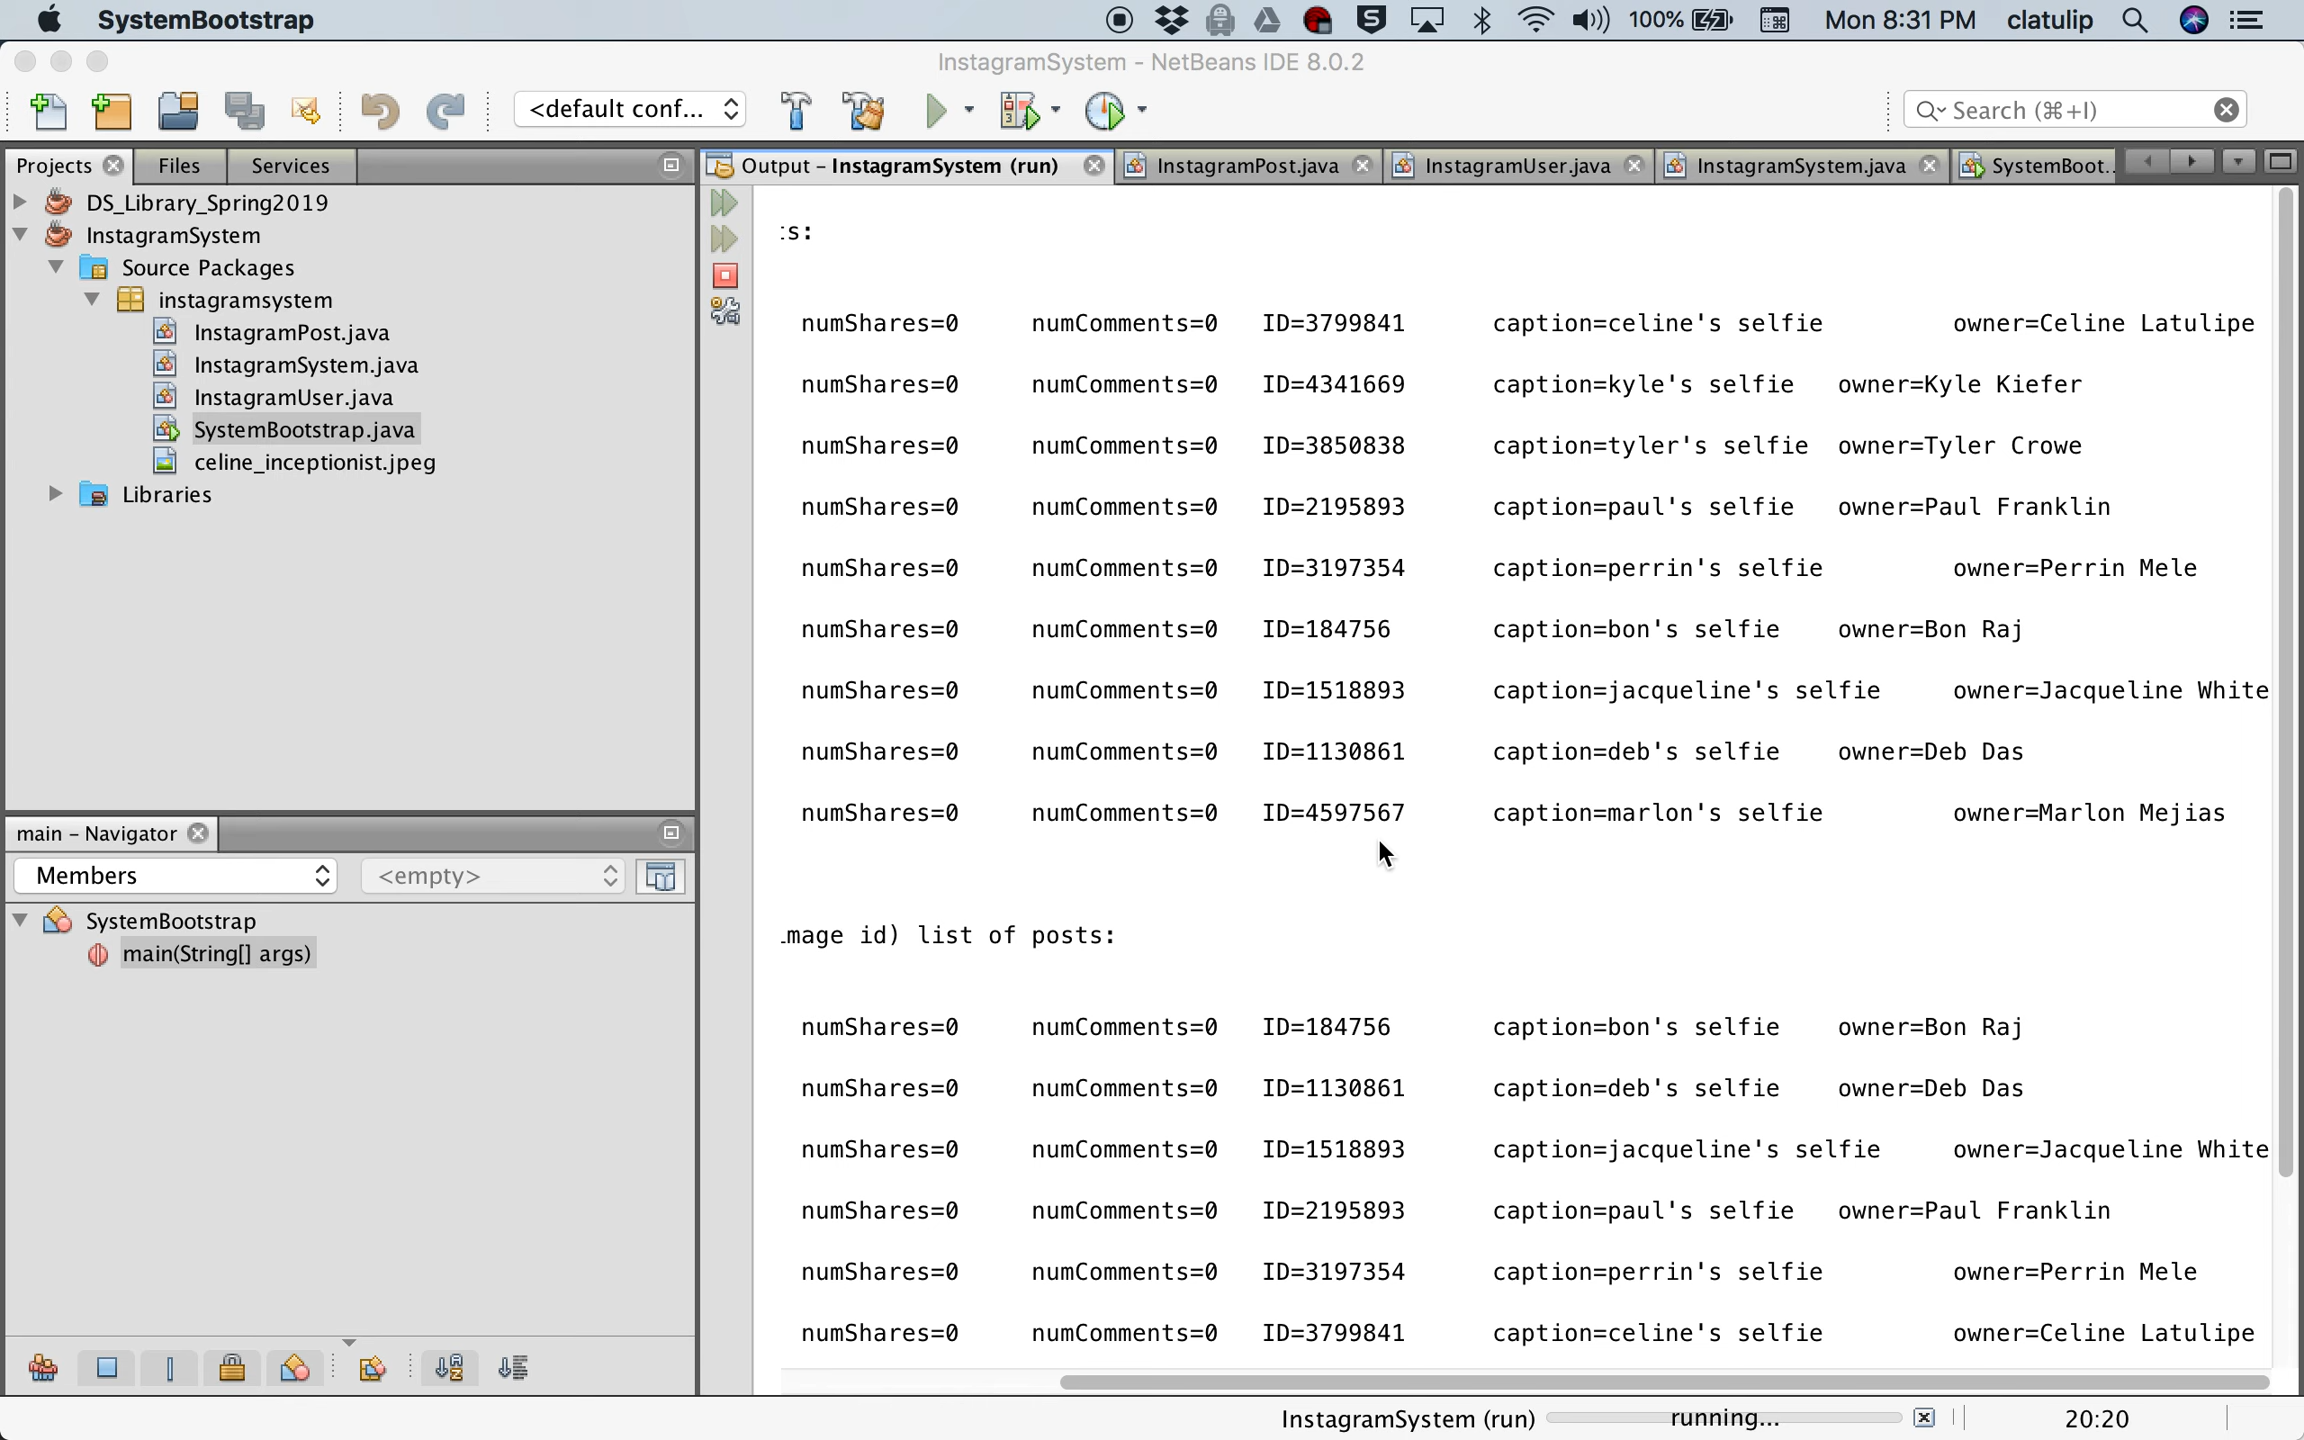 SystemBootstrap 100% Mon 8:31 PM clatulip
InstagramSystem - NetBeans IDE 8.0.2
<default conf... Search (⌘+I)
Projects Files Services
Output – InstagramSystem (run) InstagramPost.java InstagramUser.java InstagramSystem.java SystemBoot..
DS_Library_Spring2019
InstagramSystem
Source Packages
instagramsystem
InstagramPost.java
InstagramSystem.java
InstagramUser.java
SystemBootstrap.java
celine_inceptionist.jpeg
Libraries
main – Navigator
Members <empty>
SystemBootstrap
main(String[] args)
:s:
numShares=0 numComments=0 ID=3799841 caption=celine's selfie owner=Celine Latulipe
numShares=0 numComments=0 ID=4341669 caption=kyle's selfie owner=Kyle Kiefer
numShares=0 numComments=0 ID=3850838 caption=tyler's selfie owner=Tyler Crowe
numShares=0 numComments=0 ID=2195893 caption=paul's selfie owner=Paul Franklin
numShares=0 numComments=0 ID=3197354 caption=perrin's selfie owner=Perrin Mele
numShares=0 numComments=0 ID=184756 caption=bon's selfie owner=Bon Raj
numShares=0 numComments=0 ID=1518893 caption=jacqueline's selfie owner=Jacqueline White
numShares=0 numComments=0 ID=1130861 caption=deb's selfie owner=Deb Das
numShares=0 numComments=0 ID=4597567 caption=marlon's selfie owner=Marlon Mejias
mage id) list of posts:
numShares=0 numComments=0 ID=184756 caption=bon's selfie owner=Bon Raj
numShares=0 numComments=0 ID=1130861 caption=deb's selfie owner=Deb Das
numShares=0 numComments=0 ID=1518893 caption=jacqueline's selfie owner=Jacqueline White
numShares=0 numComments=0 ID=2195893 caption=paul's selfie owner=Paul Franklin
numShares=0 numComments=0 ID=3197354 caption=perrin's selfie owner=Perrin Mele
numShares=0 numComments=0 ID=3799841 caption=celine's selfie owner=Celine Latulipe
InstagramSystem (run) running... 20:20